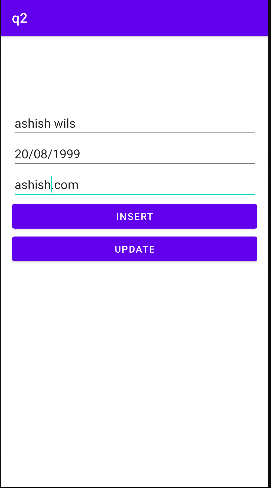 q2
ashish wils
20/08/1999
ashish.com
INSERT
UPDATE